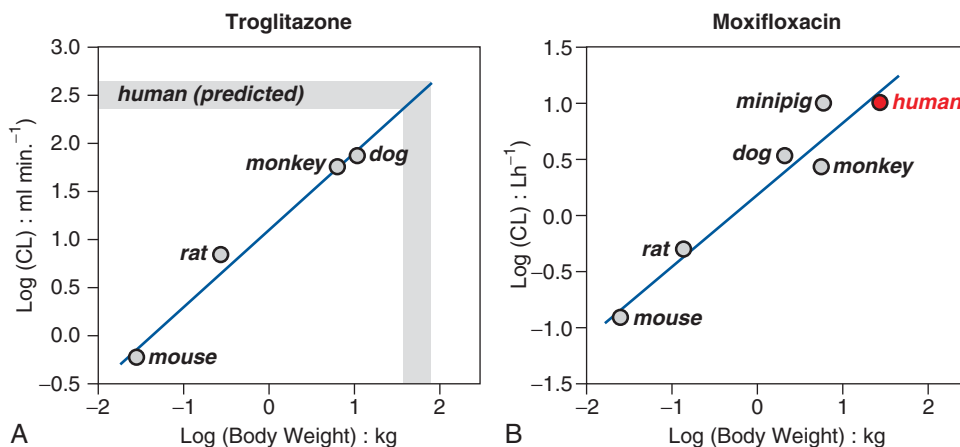 Troglitazone
Log (CL) : ml min.⁻¹
3.0
2.5
2.0
1.5
1.0
0.5
0.0
−0.5
human (predicted)
monkey
dog
rat
mouse
−2
−1
0
1
2
Log (Body Weight) : kg
A
Moxifloxacin
Log (CL) : Lh⁻¹
1.5
1.0
0.5
0.0
−0.5
−1.0
−1.5
minipig
human
dog
monkey
rat
mouse
−2
−1
0
1
2
Log (Body Weight) : kg
B